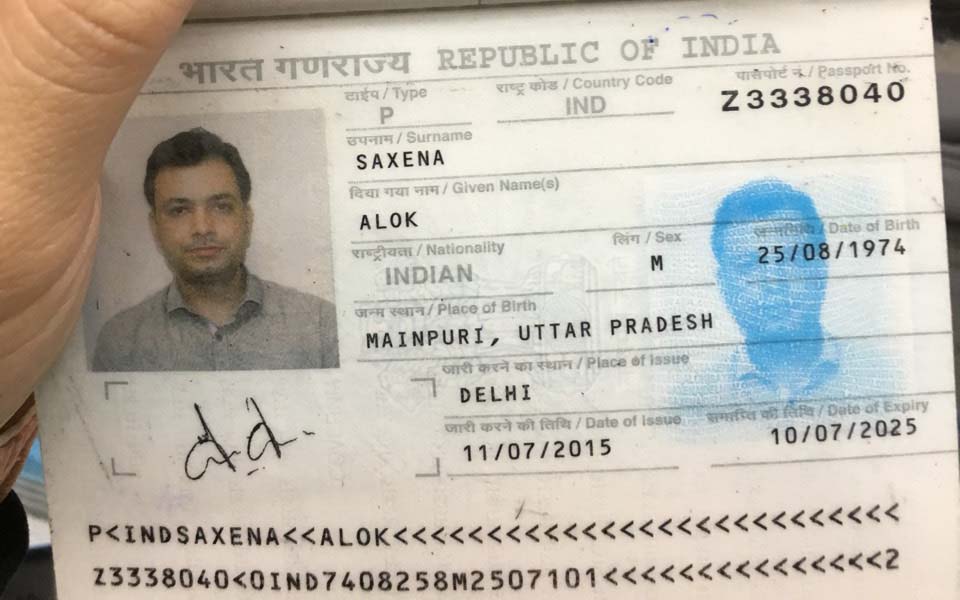 भारत गणराज्य REPUBLIC OF INDIA
टाईप / Type
राष्ट्र कोड / Country Code
पासपोर्ट नं. / Passport No.
P
IND
Z3338040
उपनाम / Surname
SAXENA
दिया गया नाम / Given Name(s)
ALOK
राष्ट्रीयता / Nationality
लिंग / Sex
जन्मतिथि / Date of Birth
INDIAN
M
25/08/1974
जन्म स्थान / Place of Birth
MAINPURI, UTTAR PRADESH
जारी करने का स्थान / Place of Issue
DELHI
जारी करने की तिथि / Date of Issue
समाप्ति की तिथि / Date of Expiry
11/07/2015
10/07/2025
P<INDSAXENA<<ALOK<<<<<<<<<<<<<<<<<<<<<<<<<<<
Z3338040<0IND7408258M2507101<<<<<<<<<<<<<<<2